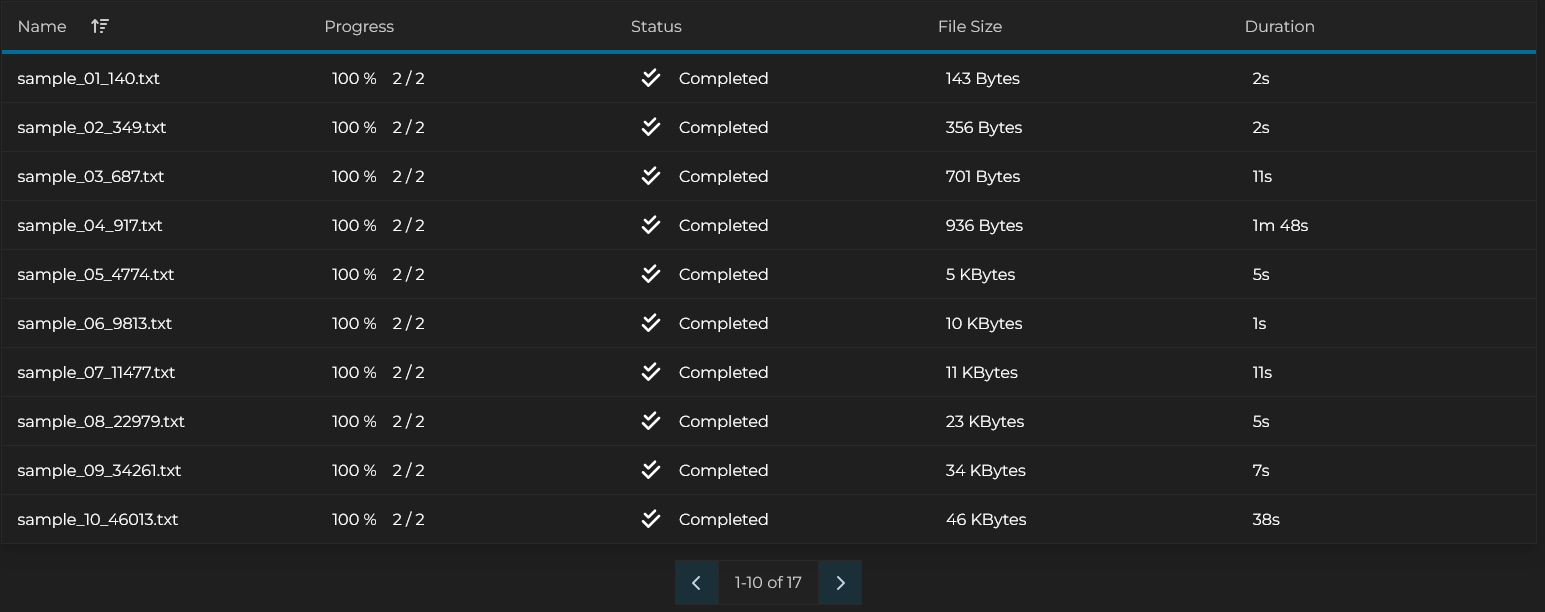 Name Progress Status File Size Duration
sample_01_140.txt 100 % 2 / 2 Completed 143 Bytes 2s
sample_02_349.txt 100 % 2 / 2 Completed 356 Bytes 2s
sample_03_687.txt 100 % 2 / 2 Completed 701 Bytes 11s
sample_04_917.txt 100 % 2 / 2 Completed 936 Bytes 1m 48s
sample_05_4774.txt 100 % 2 / 2 Completed 5 KBytes 5s
sample_06_9813.txt 100 % 2 / 2 Completed 10 KBytes 1s
sample_07_11477.txt 100 % 2 / 2 Completed 11 KBytes 11s
sample_08_22979.txt 100 % 2 / 2 Completed 23 KBytes 5s
sample_09_34261.txt 100 % 2 / 2 Completed 34 KBytes 7s
sample_10_46013.txt 100 % 2 / 2 Completed 46 KBytes 38s
1-10 of 17